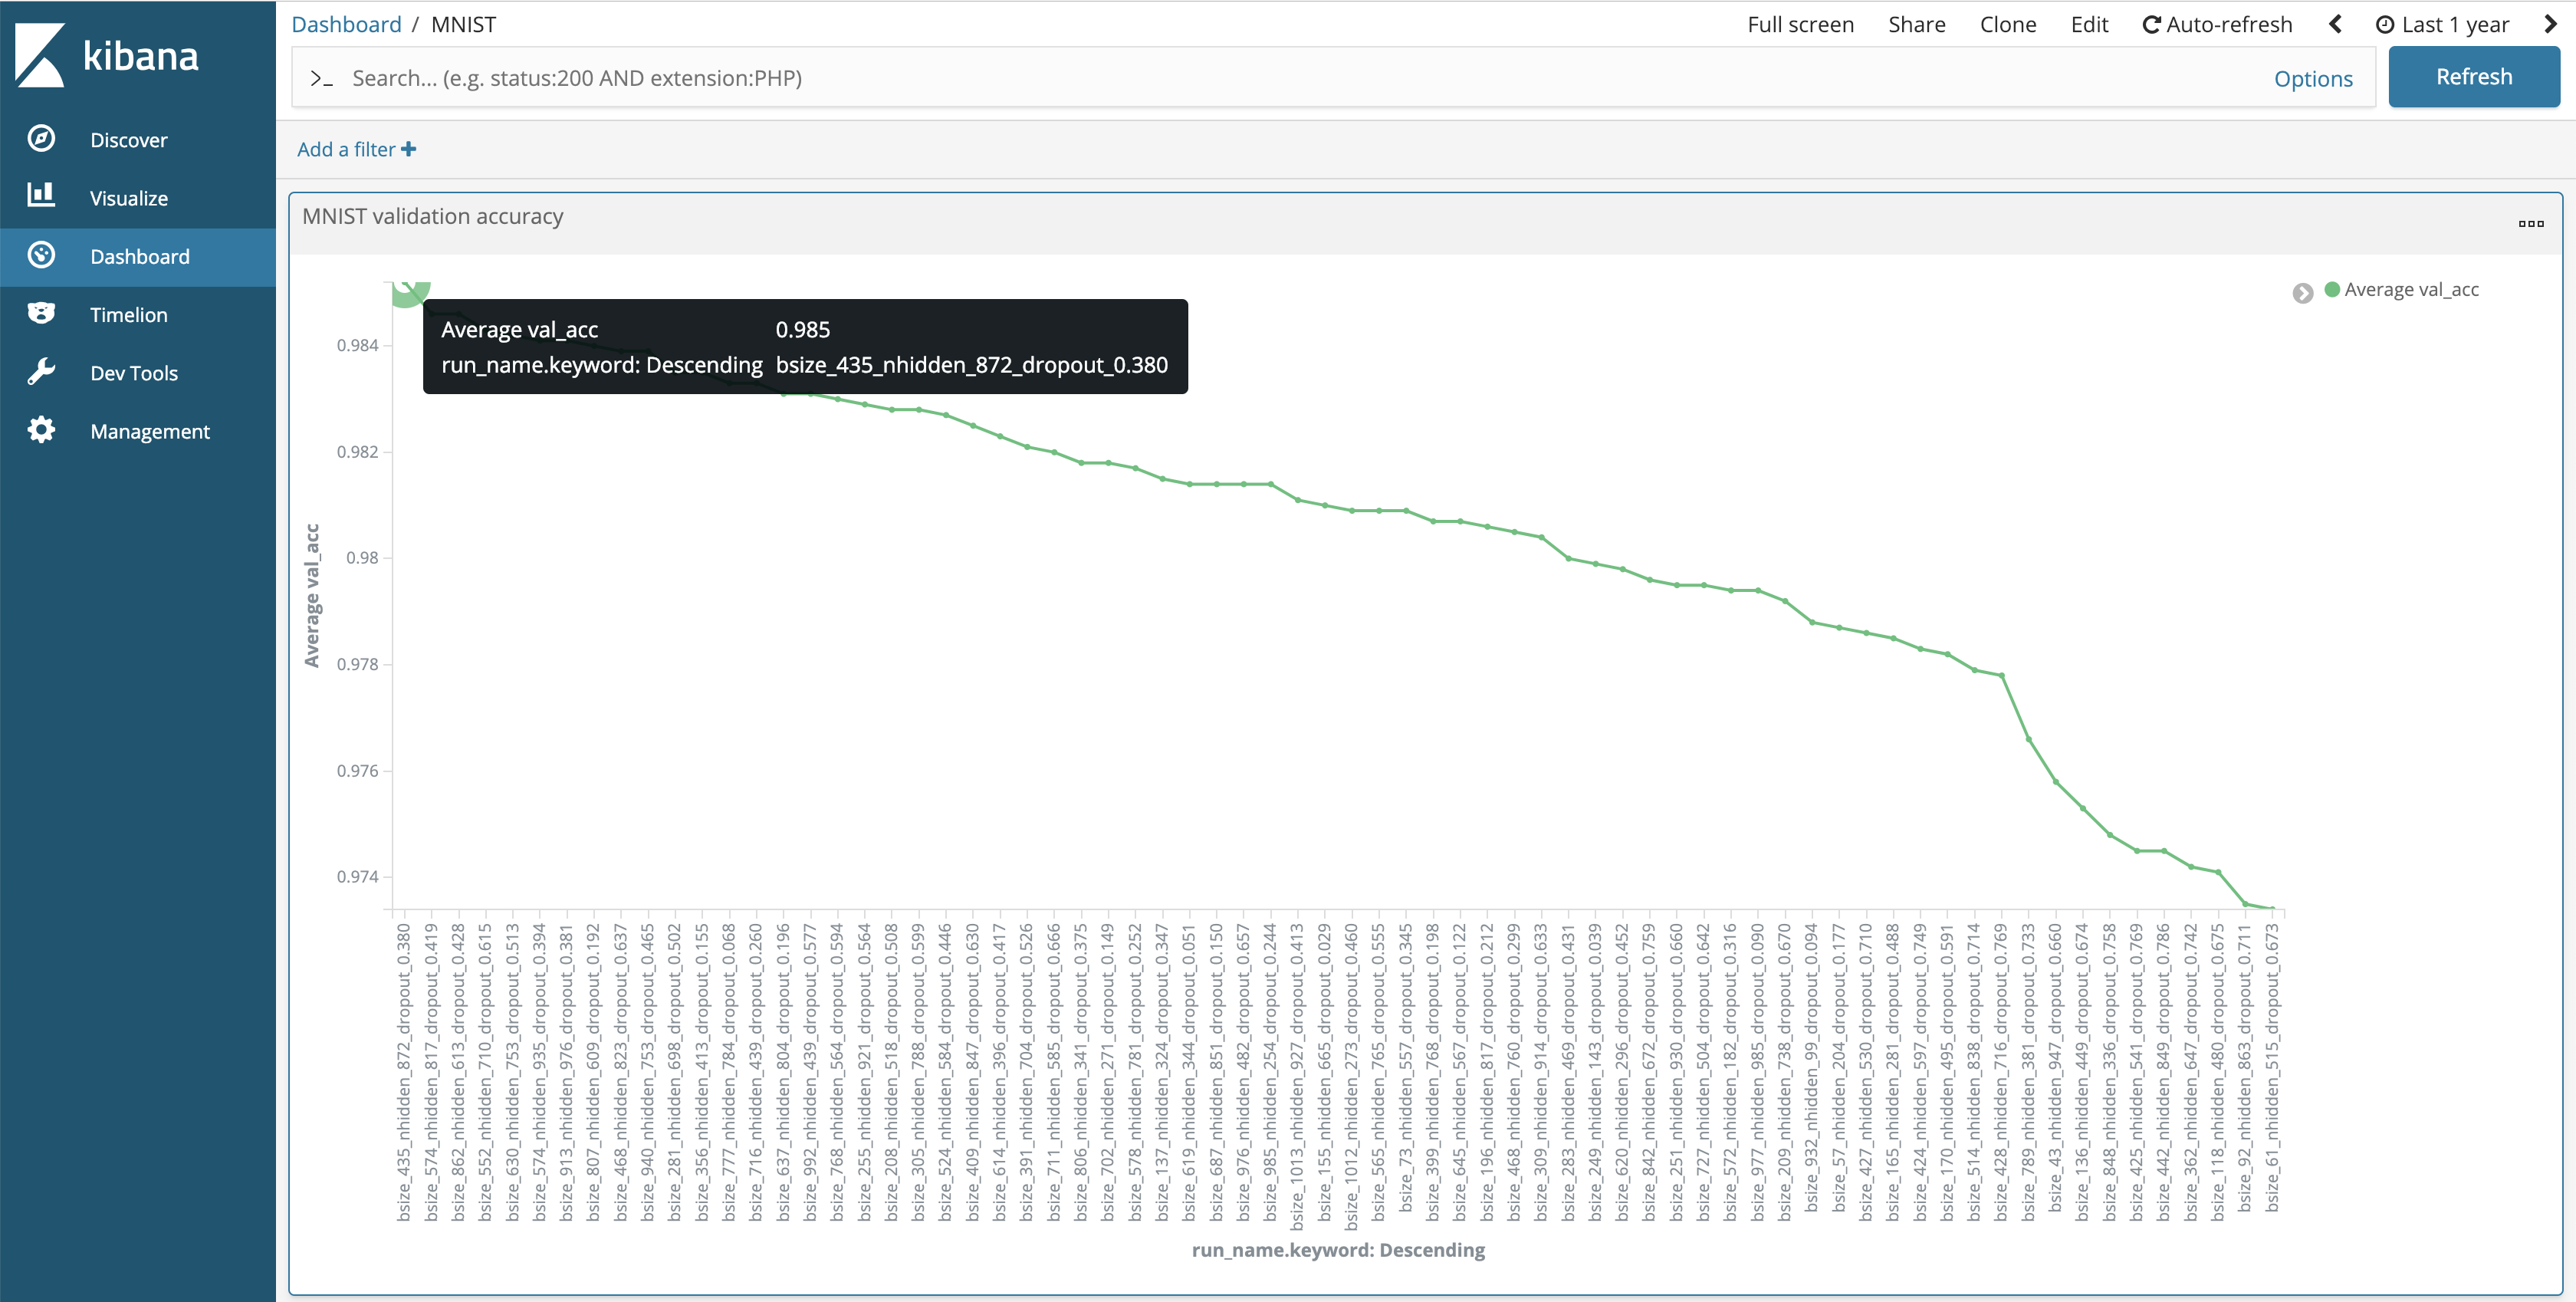 kibana
Discover
Visualize
Dashboard
Timelion
Dev Tools
Management
Dashboard / MNIST
Full screen Share Clone Edit Auto-refresh Last 1 year
>_ Search... (e.g. status:200 AND extension:PHP) Options Refresh
Add a filter
MNIST validation accuracy
Average val_acc
Average val_acc 0.985
run_name.keyword: Descending bsize_435_nhidden_872_dropout_0.380
Average val_acc
0.984
0.982
0.98
0.978
0.976
0.974
bsize_435_nhidden_872_dropout_0.380
bsize_574_nhidden_817_dropout_0.419
bsize_862_nhidden_613_dropout_0.428
bsize_552_nhidden_710_dropout_0.615
bsize_630_nhidden_753_dropout_0.513
bsize_574_nhidden_935_dropout_0.394
bsize_913_nhidden_976_dropout_0.381
bsize_807_nhidden_609_dropout_0.192
bsize_468_nhidden_823_dropout_0.637
bsize_940_nhidden_753_dropout_0.465
bsize_281_nhidden_698_dropout_0.502
bsize_356_nhidden_413_dropout_0.155
bsize_777_nhidden_784_dropout_0.068
bsize_716_nhidden_439_dropout_0.260
bsize_637_nhidden_804_dropout_0.196
bsize_992_nhidden_439_dropout_0.577
bsize_768_nhidden_564_dropout_0.594
bsize_255_nhidden_921_dropout_0.564
bsize_208_nhidden_518_dropout_0.508
bsize_305_nhidden_788_dropout_0.599
bsize_524_nhidden_584_dropout_0.446
bsize_409_nhidden_847_dropout_0.630
bsize_614_nhidden_396_dropout_0.417
bsize_391_nhidden_704_dropout_0.526
bsize_711_nhidden_585_dropout_0.666
bsize_806_nhidden_341_dropout_0.375
bsize_702_nhidden_271_dropout_0.149
bsize_578_nhidden_781_dropout_0.252
bsize_137_nhidden_324_dropout_0.347
bsize_619_nhidden_344_dropout_0.051
bsize_687_nhidden_851_dropout_0.150
bsize_976_nhidden_482_dropout_0.657
bsize_985_nhidden_254_dropout_0.244
bsize_1013_nhidden_927_dropout_0.413
bsize_155_nhidden_665_dropout_0.029
bsize_1012_nhidden_273_dropout_0.460
bsize_565_nhidden_765_dropout_0.555
bsize_73_nhidden_557_dropout_0.345
bsize_399_nhidden_768_dropout_0.198
bsize_645_nhidden_567_dropout_0.122
bsize_196_nhidden_817_dropout_0.212
bsize_468_nhidden_760_dropout_0.299
bsize_309_nhidden_914_dropout_0.633
bsize_283_nhidden_469_dropout_0.431
bsize_249_nhidden_143_dropout_0.039
bsize_620_nhidden_296_dropout_0.452
bsize_842_nhidden_672_dropout_0.759
bsize_251_nhidden_930_dropout_0.660
bsize_727_nhidden_504_dropout_0.642
bsize_572_nhidden_182_dropout_0.316
bsize_977_nhidden_985_dropout_0.090
bsize_209_nhidden_738_dropout_0.670
bsize_932_nhidden_99_dropout_0.094
bsize_57_nhidden_204_dropout_0.177
bsize_427_nhidden_530_dropout_0.710
bsize_165_nhidden_281_dropout_0.488
bsize_424_nhidden_597_dropout_0.749
bsize_170_nhidden_495_dropout_0.591
bsize_514_nhidden_838_dropout_0.714
bsize_428_nhidden_716_dropout_0.769
bsize_789_nhidden_381_dropout_0.733
bsize_43_nhidden_947_dropout_0.660
bsize_136_nhidden_449_dropout_0.674
bsize_848_nhidden_336_dropout_0.758
bsize_425_nhidden_541_dropout_0.769
bsize_442_nhidden_849_dropout_0.786
bsize_362_nhidden_647_dropout_0.742
bsize_118_nhidden_480_dropout_0.675
bsize_92_nhidden_863_dropout_0.711
bsize_61_nhidden_515_dropout_0.673
run_name.keyword: Descending